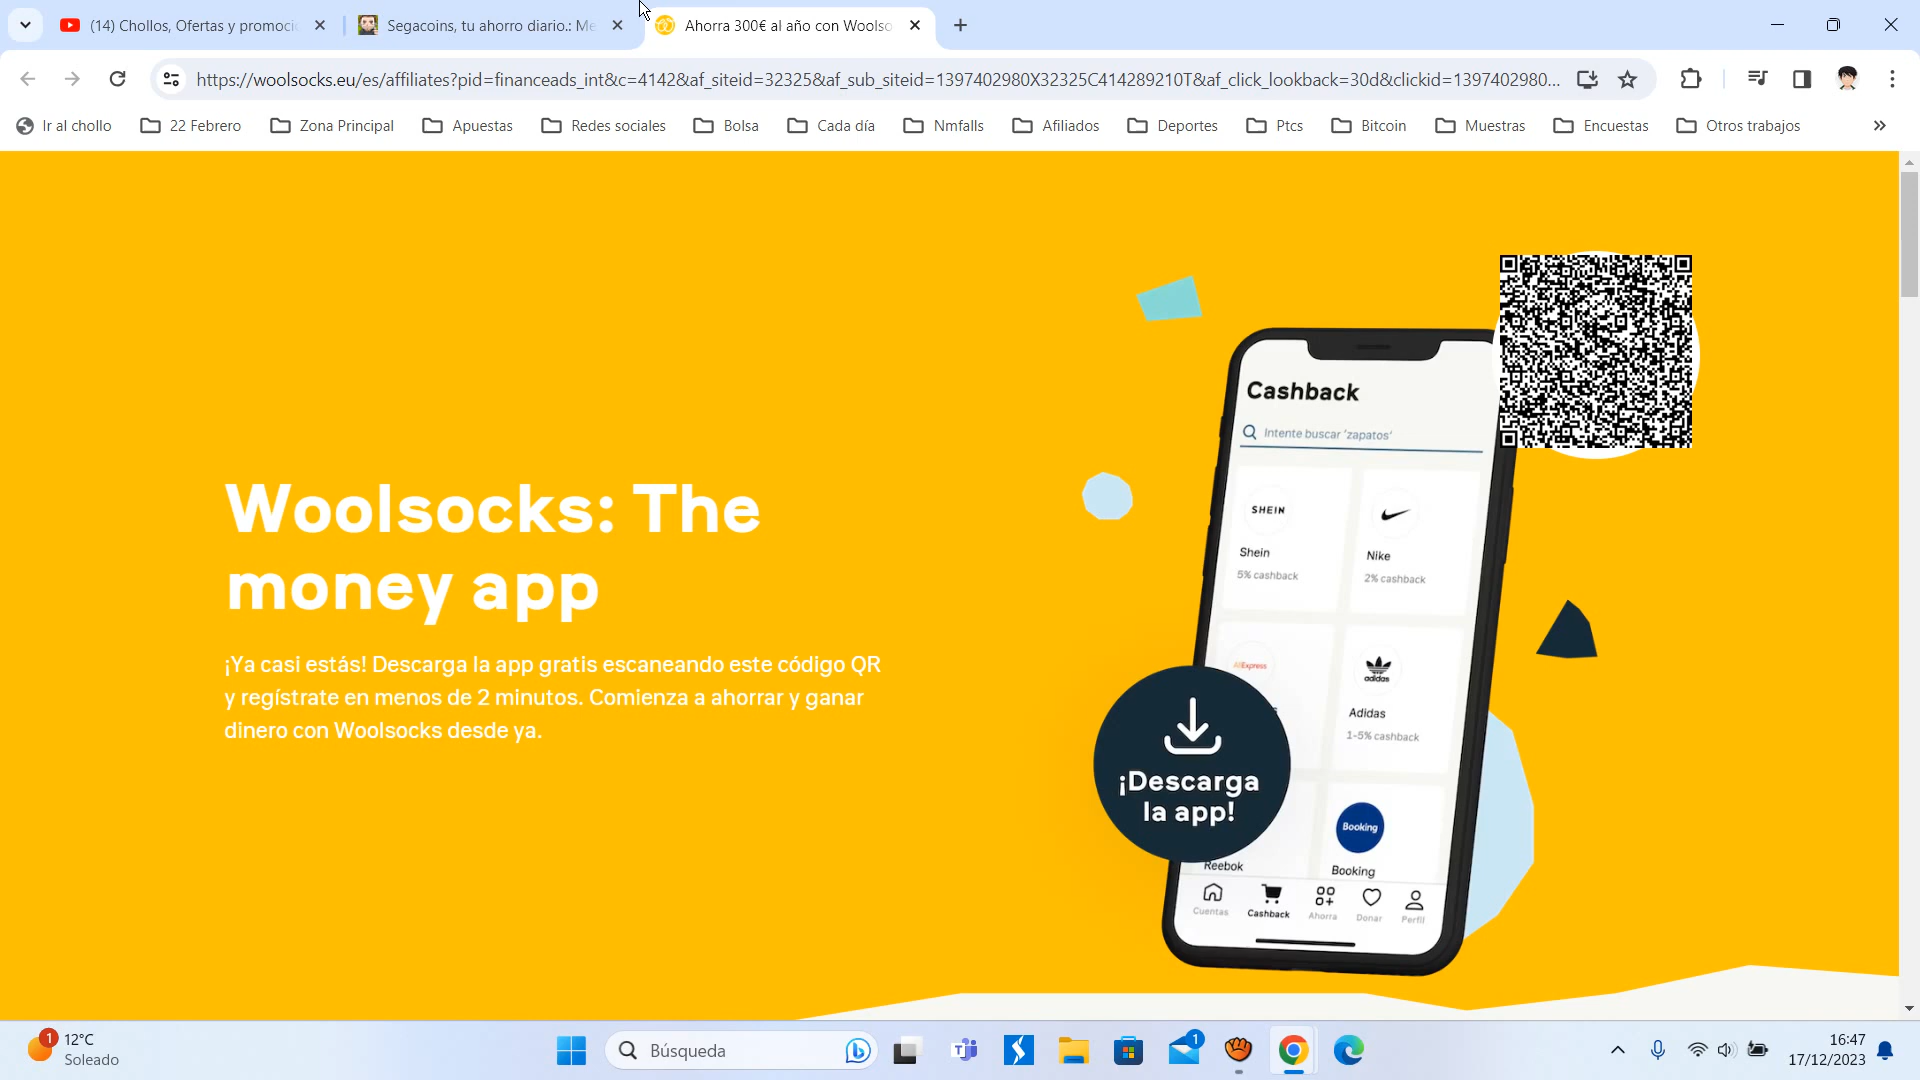 (14) Chollos, Ofertas y promocio
Segacoins, tu ahorro diario.: Me
Ahorra 300€ al año con Woolso
https://woolsocks.eu/es/affiliates?pid=financeads_int&c=4142&af_siteid=32325&af_sub_siteid=1397402980X32325C414289210T&af_click_lookback=30d&clickid=1397402980...
Ir al chollo
22 Febrero
Zona Principal
Apuestas
Redes sociales
Bolsa
Cada día
Nmfalls
Afiliados
Deportes
Ptcs
Bitcoin
Muestras
Encuestas
Otros trabajos
Woolsocks: The
money app
¡Ya casi estás! Descarga la app gratis escaneando este código QR
y regístrate en menos de 2 minutos. Comienza a ahorrar y ganar
dinero con Woolsocks desde ya.
Cashback
Intente buscar 'zapatos'
SHEIN
Shein
5% cashback
Nike
2% cashback
AliExpress
adidas
Adidas
1-5% cashback
¡Descarga
la app!
Reebok
Booking
Booking
Cuentas
Cashback
Ahorra
Donar
Perfil
1
12°C
Soleado
Búsqueda
1
16:47
17/12/2023